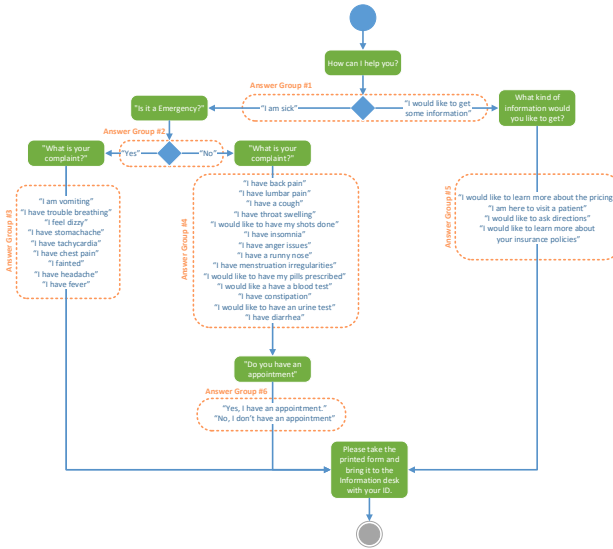 How can I help you?
Answer Group #1
"Is it a Emergency?"
"I am sick"
"I would like to get
some information"
What kind of
information would
you like to get?
Answer Group #2
"What is your
complaint?"
"Yes"
"No"
"What is your
complaint?"
Answer Group #3
"I am vomiting"
"I have trouble breathing"
"I feel dizzy"
"I have stomachache"
"I have tachycardia"
"I have chest pain"
"I fainted"
"I have headache"
"I have fever"
Answer Group #4
"I have back pain"
"I have lumbar pain"
"I have a cough"
"I have throat swelling"
"I would like to have my shots done"
"I have insomnia"
"I have anger issues"
"I have a runny nose"
"I have menstruation irregularities"
"I would like to have my pills prescribed"
"I would like a have a blood test"
"I have constipation"
"I would like to have an urine test"
"I have diarrhea"
Answer Group #5
"I would like to learn more about the pricing"
"I am here to visit a patient"
"I would like to ask directions"
"I would like to learn more about
your insurance policies"
"Do you have an
appointment"
Answer Group #6
"Yes, I have an appointment."
"No, I don't have an appointment"
Please take the
printed form and
bring it to the
Information desk
with your ID.